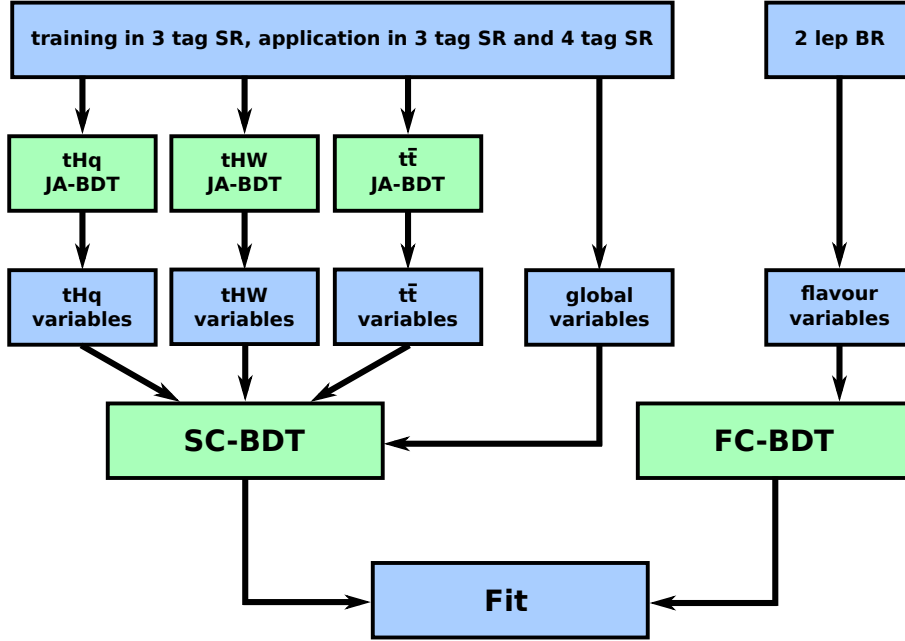 training in 3 tag SR, application in 3 tag SR and 4 tag SR
2 lep BR
tHq
JA-BDT
tHW
JA-BDT
tt̄
JA-BDT
tHq
variables
tHW
variables
tt̄
variables
global
variables
flavour
variables
SC-BDT
FC-BDT
Fit